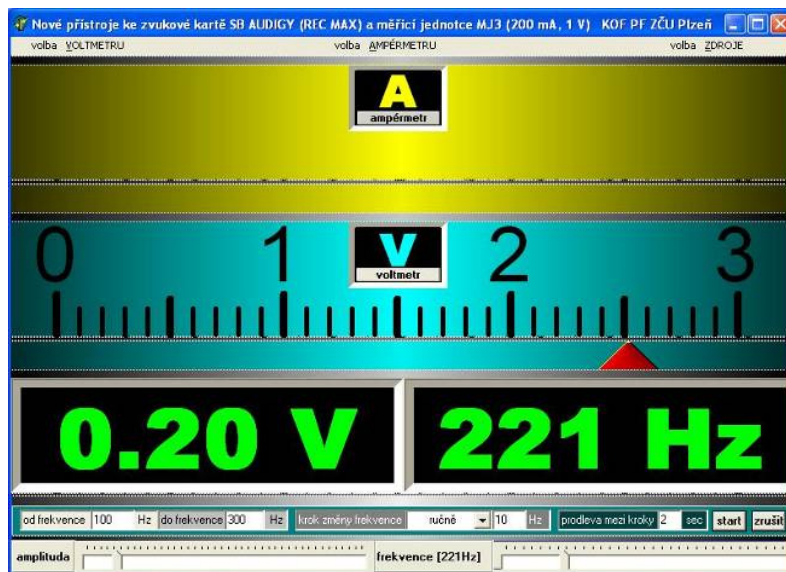 Nové přístroje ke zvukové kartě SB AUDIGY (REC MAX) a měřící jednotce MJ3 (200 mA, 1 V) KOF PF ZČU Plzeň
volba VOLTMETRU volba AMPÉRMETRU volba ZDROJE
A
ampérmetr
0 1 2 3
V
voltmetr
0.20 V 221 Hz
od frekvence 100 Hz do frekvence 300 Hz krok změny frekvence ručně 10 Hz prodleva mezi kroky 2 sec start zrušit
amplituda frekvence [221Hz]